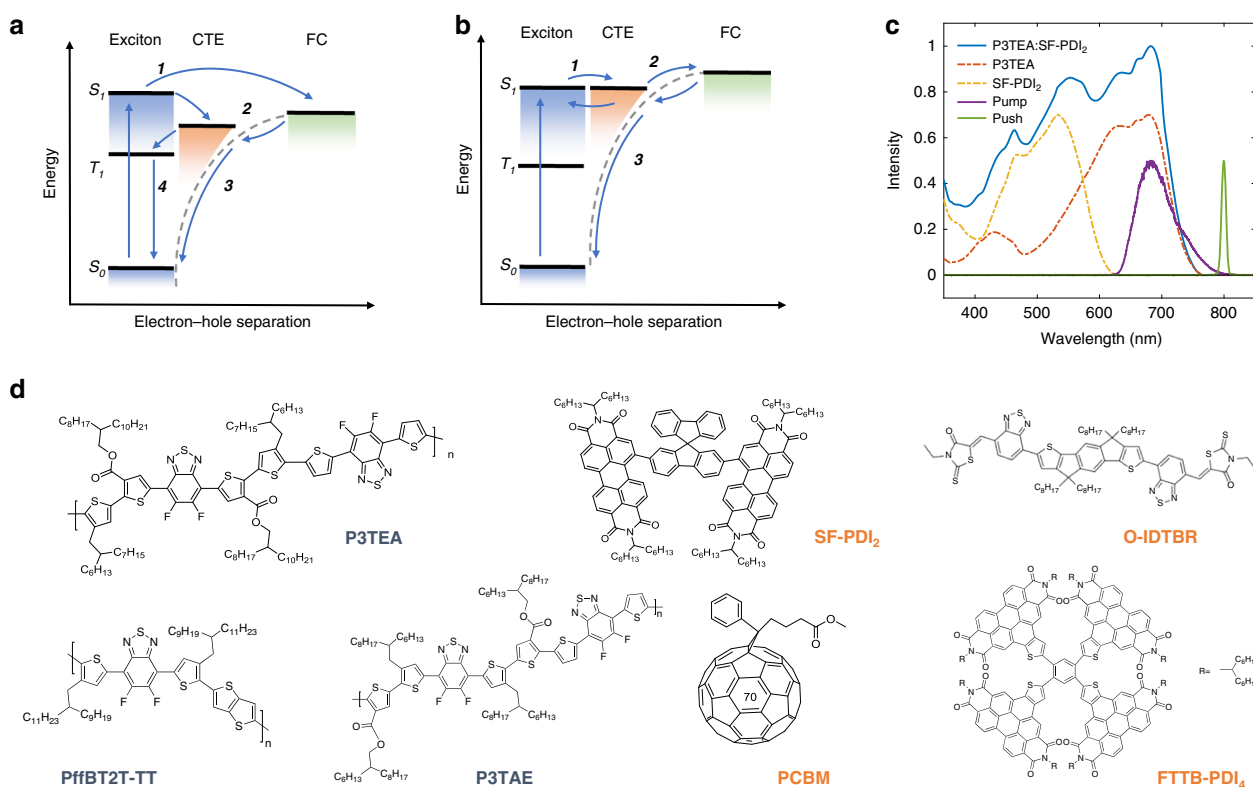 a
Exciton
CTE
FC
1
2
3
4
S1
T1
S0
Energy
Electron–hole separation
b
Exciton
CTE
FC
1
2
3
S1
T1
S0
Energy
Electron–hole separation
c
P3TEA:SF-PDI2
P3TEA
SF-PDI2
Pump
Push
1
0.8
0.6
0.4
0.2
0
Intensity
400
500
600
700
800
Wavelength (nm)
d
C8H17
C10H21
C6H13
C7H15
P3TEA
C7H15
C6H13
C8H17
C10H21
n
C6H13 C6H13
C6H13 C6H13
SF-PDI2
C6H13 C6H13
C6H13 C6H13
C8H17 C8H17
C8H17 C8H17
O-IDTBR
C9H19
C11H23
C11H23
C9H19
n
PffBT2T-TT
C8H17
C6H13
C8H17
C6H13
C8H17
C6H13
C6H13
C8H17
n
P3TAE
70
PCBM
R=
FTTB-PDI4